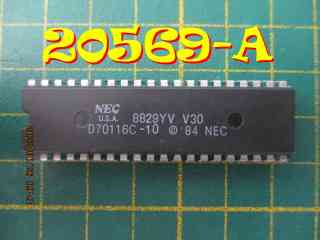 20569-A
NEC
U.S.A. 8829YV V30
D70116C-10 © '84 NEC